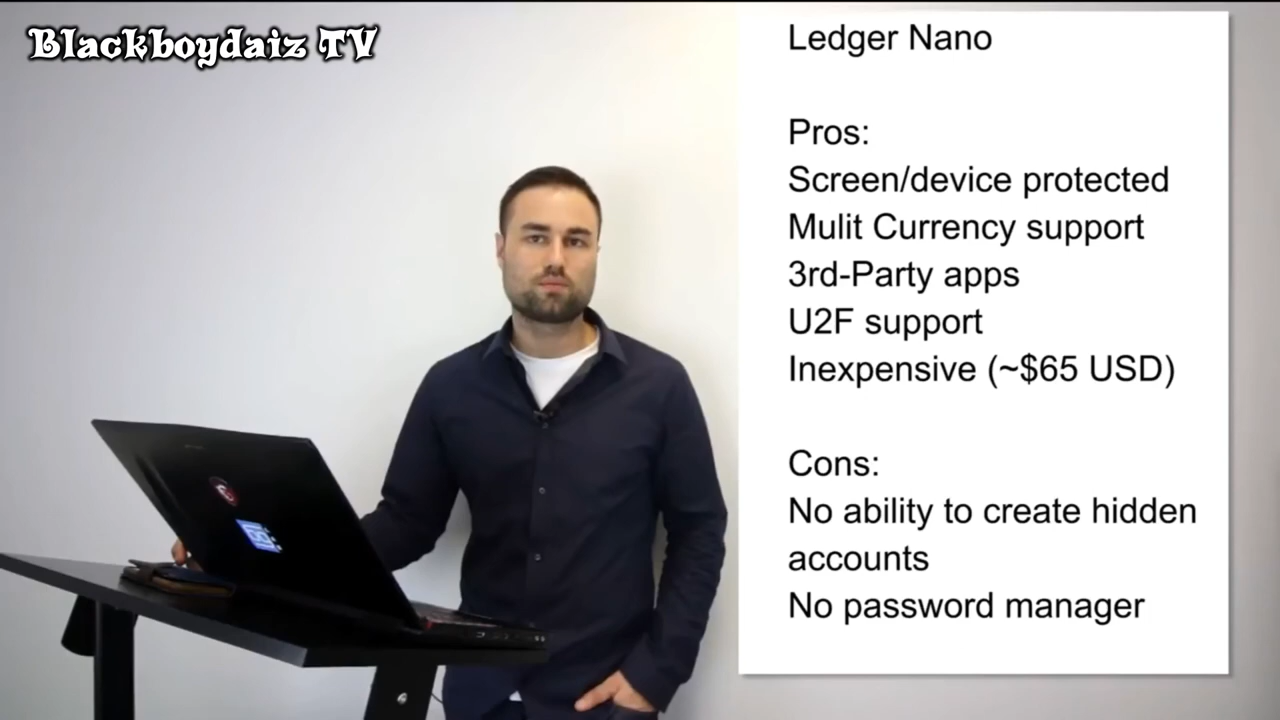 Blackboydaiz TV
Ledger Nano
Pros:
Screen/device protected
Mulit Currency support
3rd-Party apps
U2F support
Inexpensive (~$65 USD)
Cons:
No ability to create hidden
accounts
No password manager